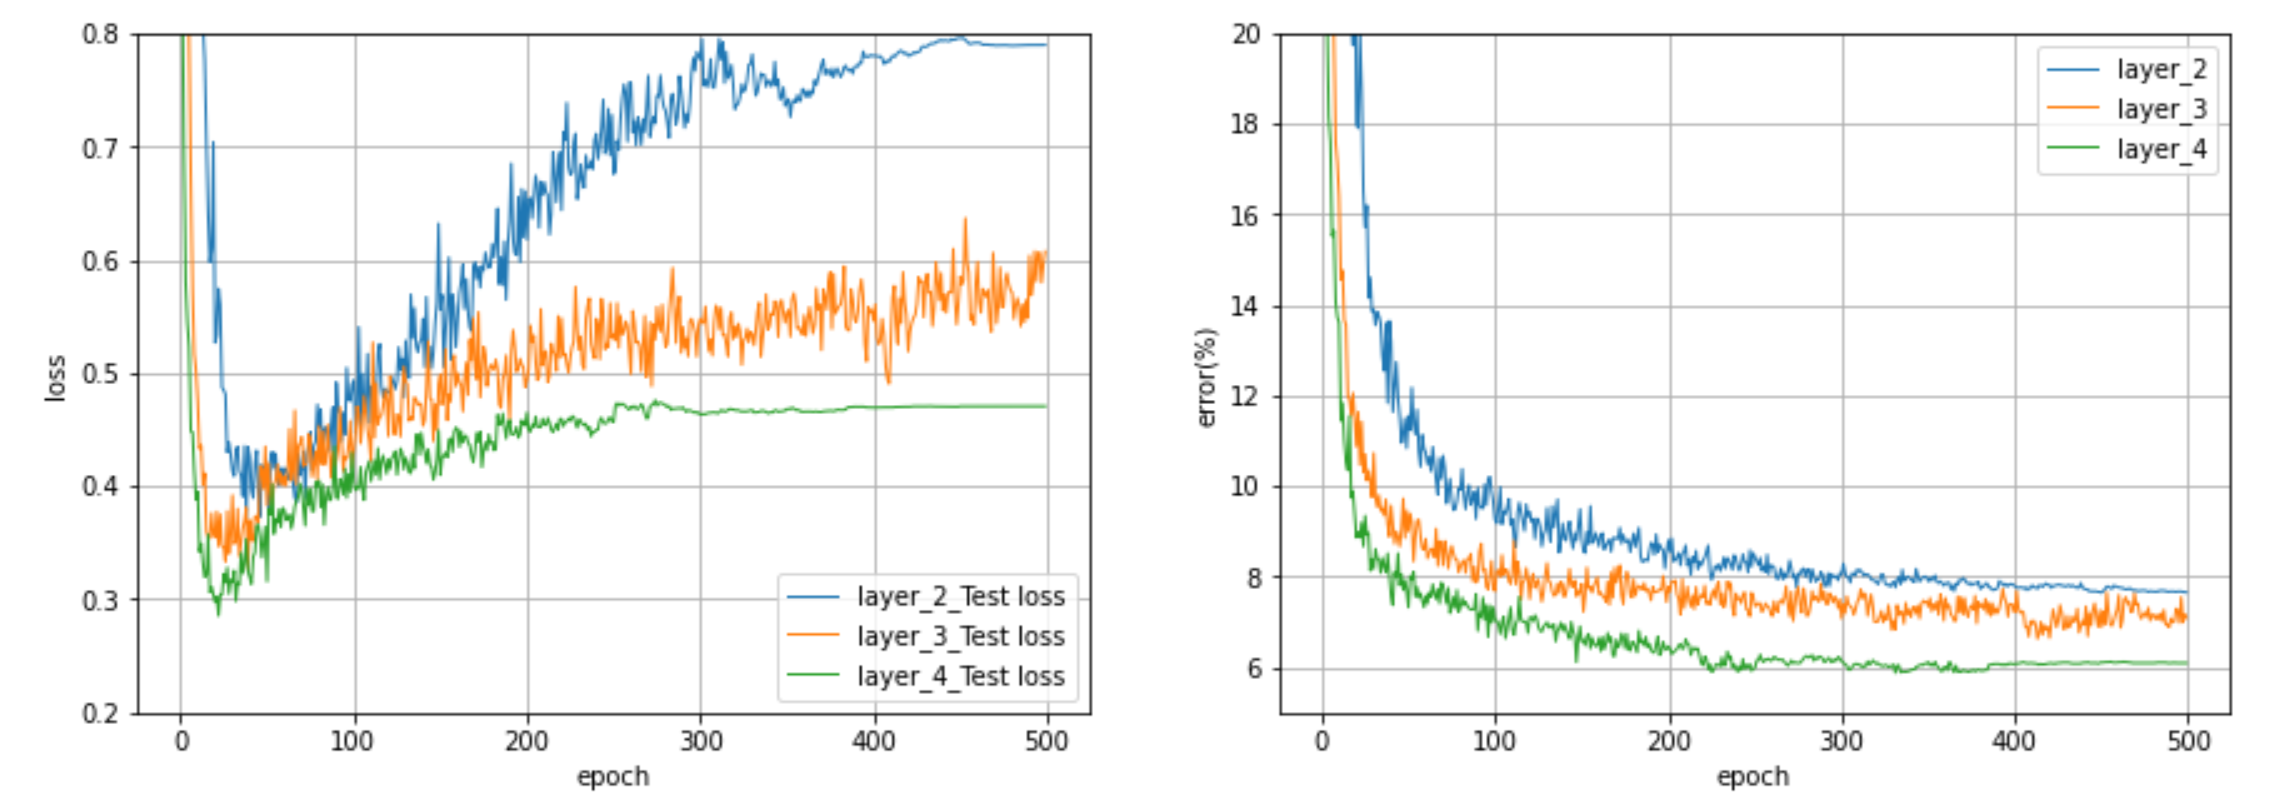 0.8
0.7
0.6
0.5
0.4
0.3
0.2
loss
0
100
200
300
400
500
epoch
layer_2_Test loss
layer_3_Test loss
layer_4_Test loss
20
18
16
14
12
10
8
6
error(%)
0
100
200
300
400
500
epoch
layer_2
layer_3
layer_4